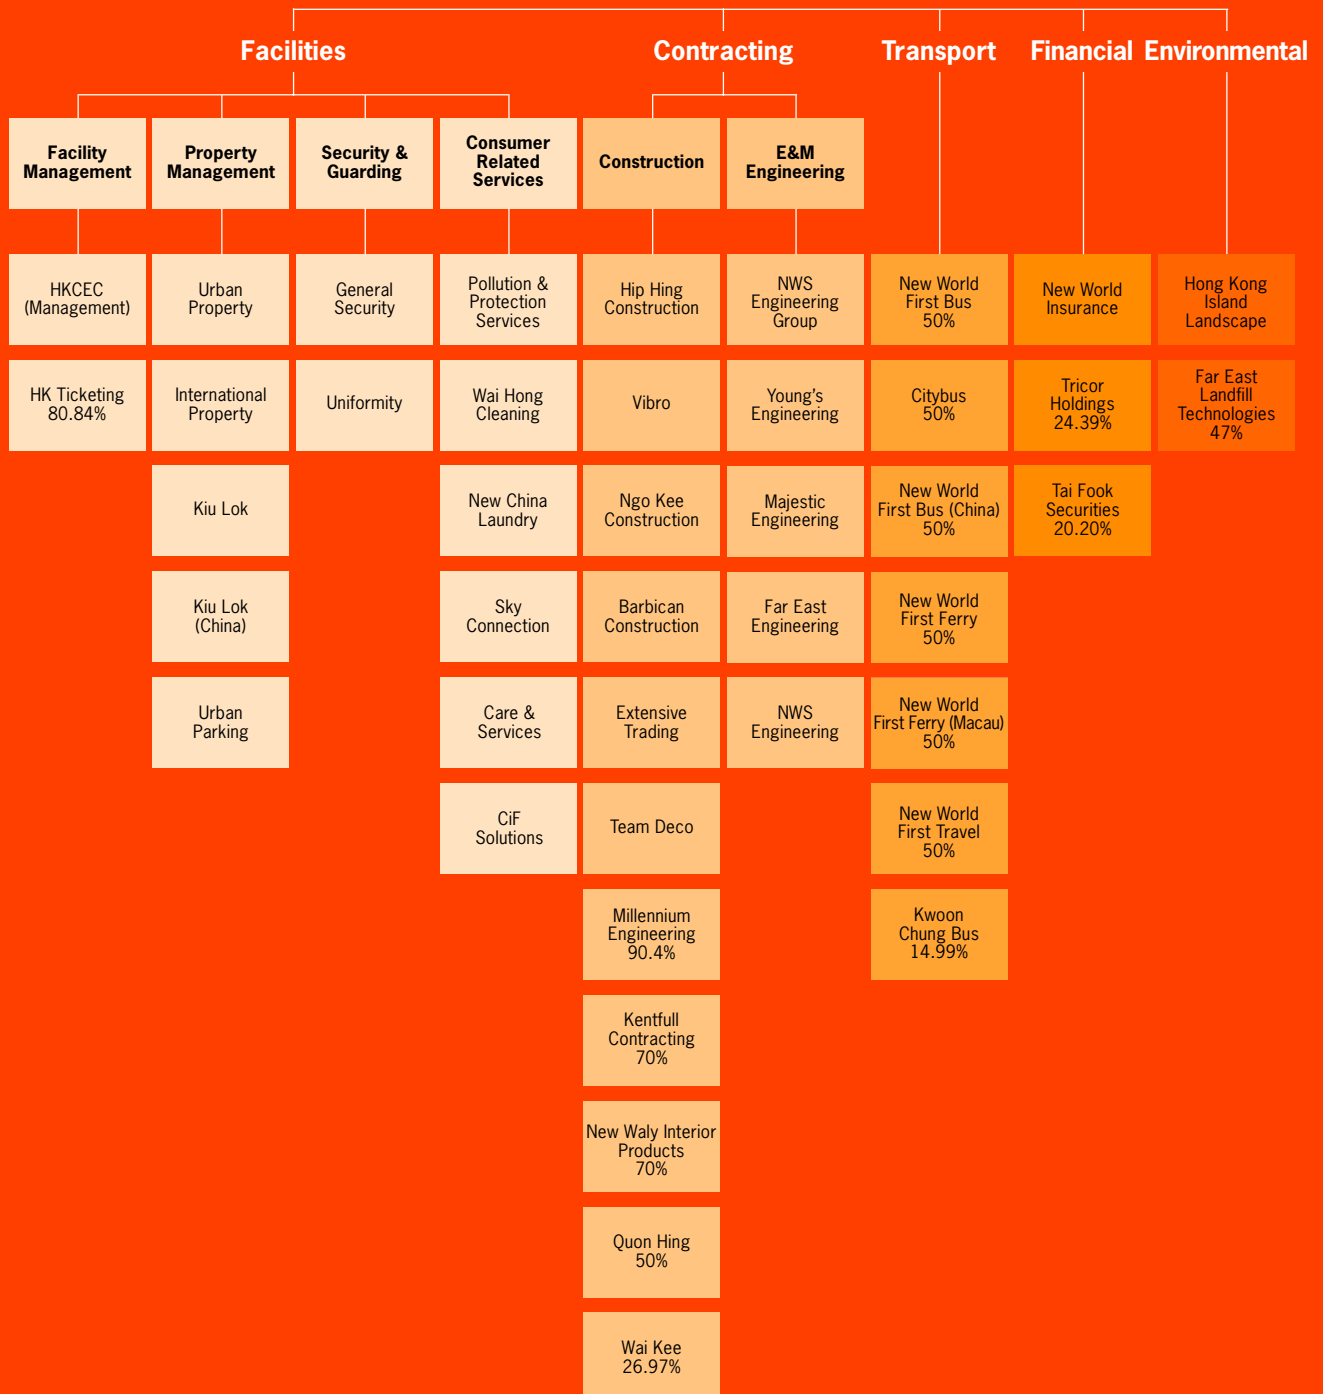 Facilities
Contracting
Transport
Financial
Environmental
Facility
Management
Property
Management
Security &
Guarding
Consumer
Related
Services
Construction
E&M
Engineering
HKCEC
(Management)
HK Ticketing
80.84%
Urban
Property
International
Property
Kiu Lok
Kiu Lok
(China)
Urban
Parking
General
Security
Uniformity
Pollution &
Protection
Services
Wai Hong
Cleaning
New China
Laundry
Sky
Connection
Care &
Services
CiF
Solutions
Hip Hing
Construction
Vibro
Ngo Kee
Construction
Barbican
Construction
Extensive
Trading
Team Deco
Millennium
Engineering
90.4%
Kentfull
Contracting
70%
New Waly Interior
Products
70%
Quon Hing
50%
Wai Kee
26.97%
NWS
Engineering
Group
Young's
Engineering
Majestic
Engineering
Far East
Engineering
NWS
Engineering
New World
First Bus
50%
Citybus
50%
New World
First Bus (China)
50%
New World
First Ferry
50%
New World
First Ferry (Macau)
50%
New World
First Travel
50%
Kwoon
Chung Bus
14.99%
New World
Insurance
Tricor
Holdings
24.39%
Tai Fook
Securities
20.20%
Hong Kong
Island
Landscape
Far East
Landfill
Technologies
47%